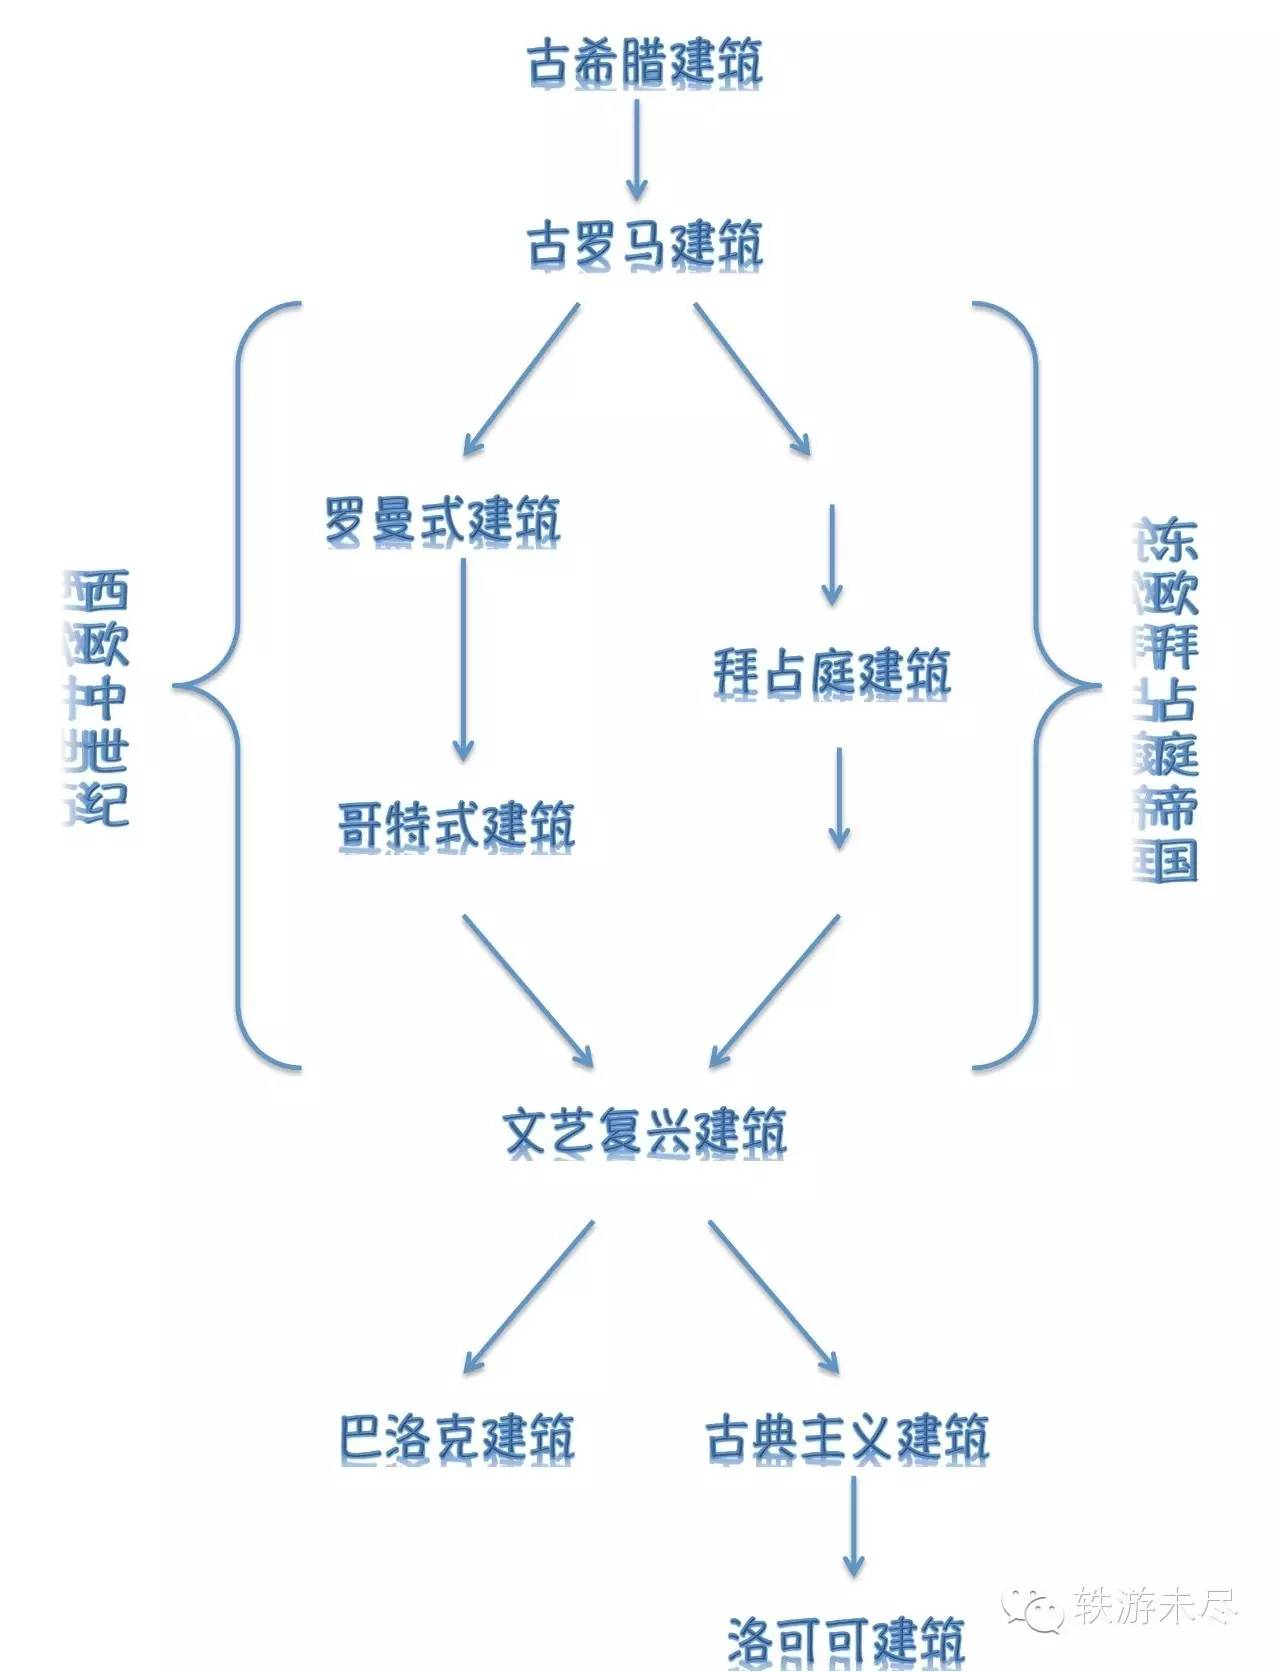 古希腊建筑
古罗马建筑
罗曼式建筑
东欧拜占庭帝国
西欧中世纪
拜占庭建筑
哥特式建筑
文艺复兴建筑
巴洛克建筑
古典主义建筑
洛可可建筑
轶游未尽